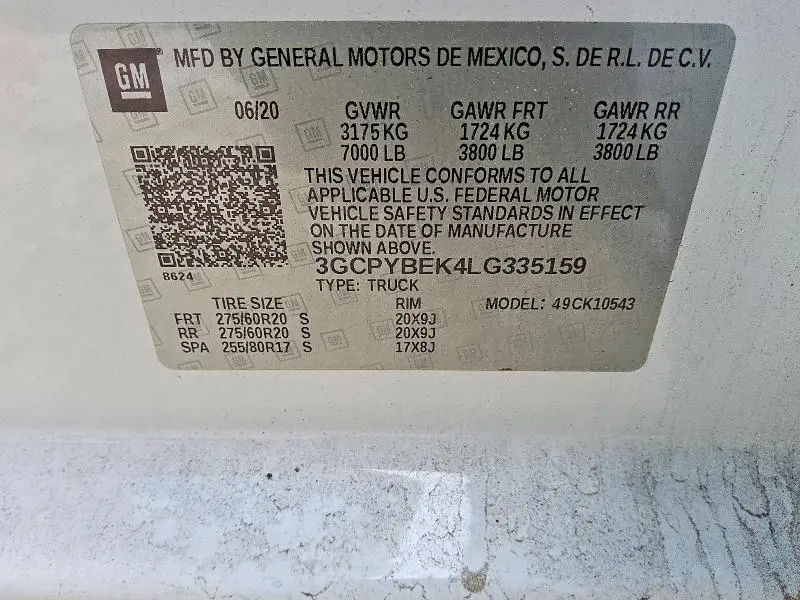 GM MFD BY GENERAL MOTORS DE MEXICO, S. DE R.L. DE C.V.
06/20 GVWR GAWR FRT GAWR RR
3175 KG 1724 KG 1724 KG
7000 LB 3800 LB 3800 LB
THIS VEHICLE CONFORMS TO ALL
APPLICABLE U.S. FEDERAL MOTOR
VEHICLE SAFETY STANDARDS IN EFFECT
ON THE DATE OF MANUFACTURE
SHOWN ABOVE.
8624 3GCPYBEK4LG335159
TYPE: TRUCK
TIRE SIZE RIM MODEL: 49CK10543
FRT 275/60R20 S 20X9J
RR 275/60R20 S 20X9J
SPA 255/80R17 S 17X8J